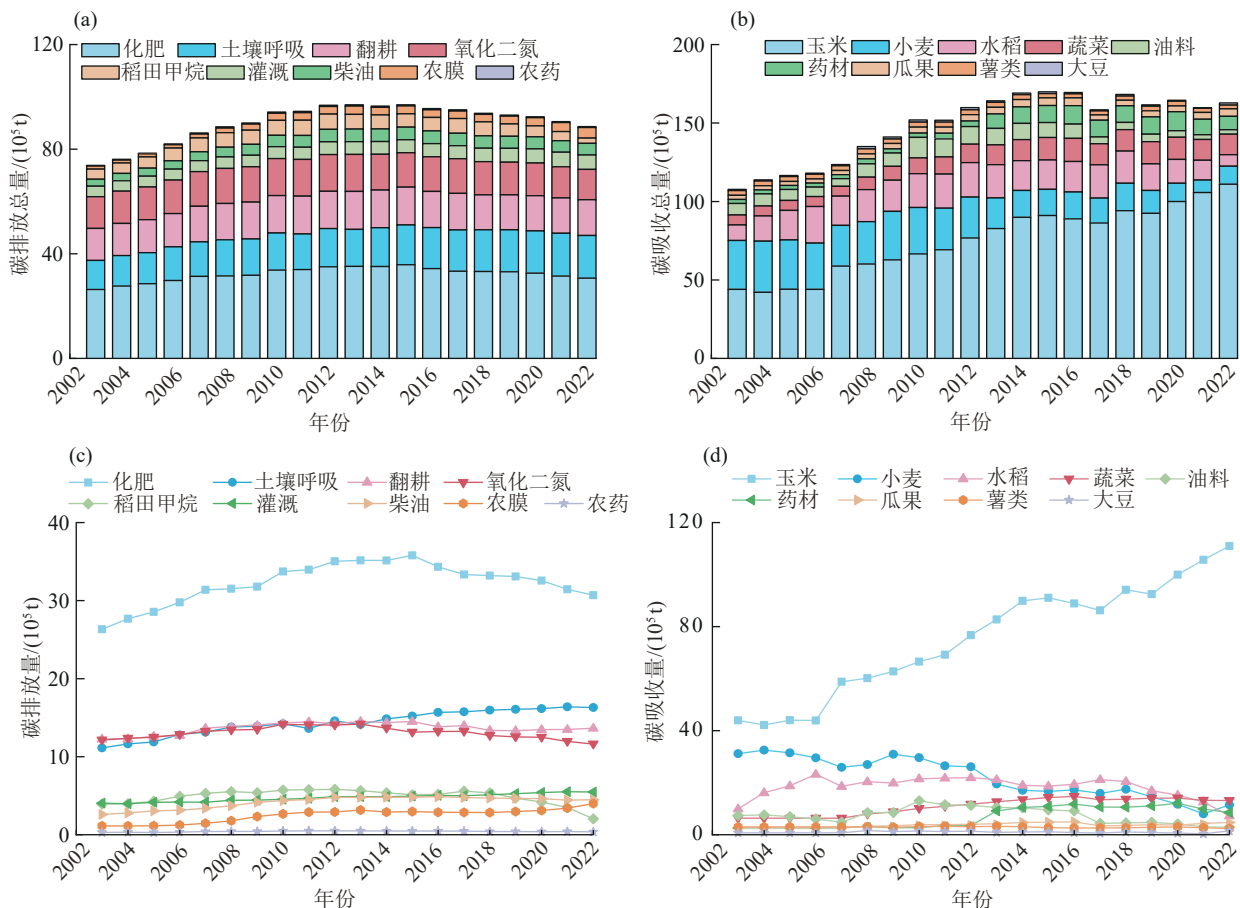 (a)
化肥 土壤呼吸 翻耕 氧化二氮
稻田甲烷 灌溉 柴油 农膜 农药
碳排放总量/(10⁵ t)
120
80
40
0
2002 2004 2006 2008 2010 2012 2014 2016 2018 2020 2022
年份
(b)
玉米 小麦 水稻 蔬菜 油料
药材 瓜果 薯类 大豆
碳吸收总量/(10⁵ t)
200
150
100
50
0
2002 2004 2006 2008 2010 2012 2014 2016 2018 2020 2022
年份
(c)
化肥 土壤呼吸 翻耕 氧化二氮
稻田甲烷 灌溉 柴油 农膜 农药
碳排放量/(10⁵ t)
40
30
20
10
0
2002 2004 2006 2008 2010 2012 2014 2016 2018 2020 2022
年份
(d)
玉米 小麦 水稻 蔬菜 油料
药材 瓜果 薯类 大豆
碳吸收量/(10⁵ t)
120
80
40
0
2002 2004 2006 2008 2010 2012 2014 2016 2018 2020 2022
年份